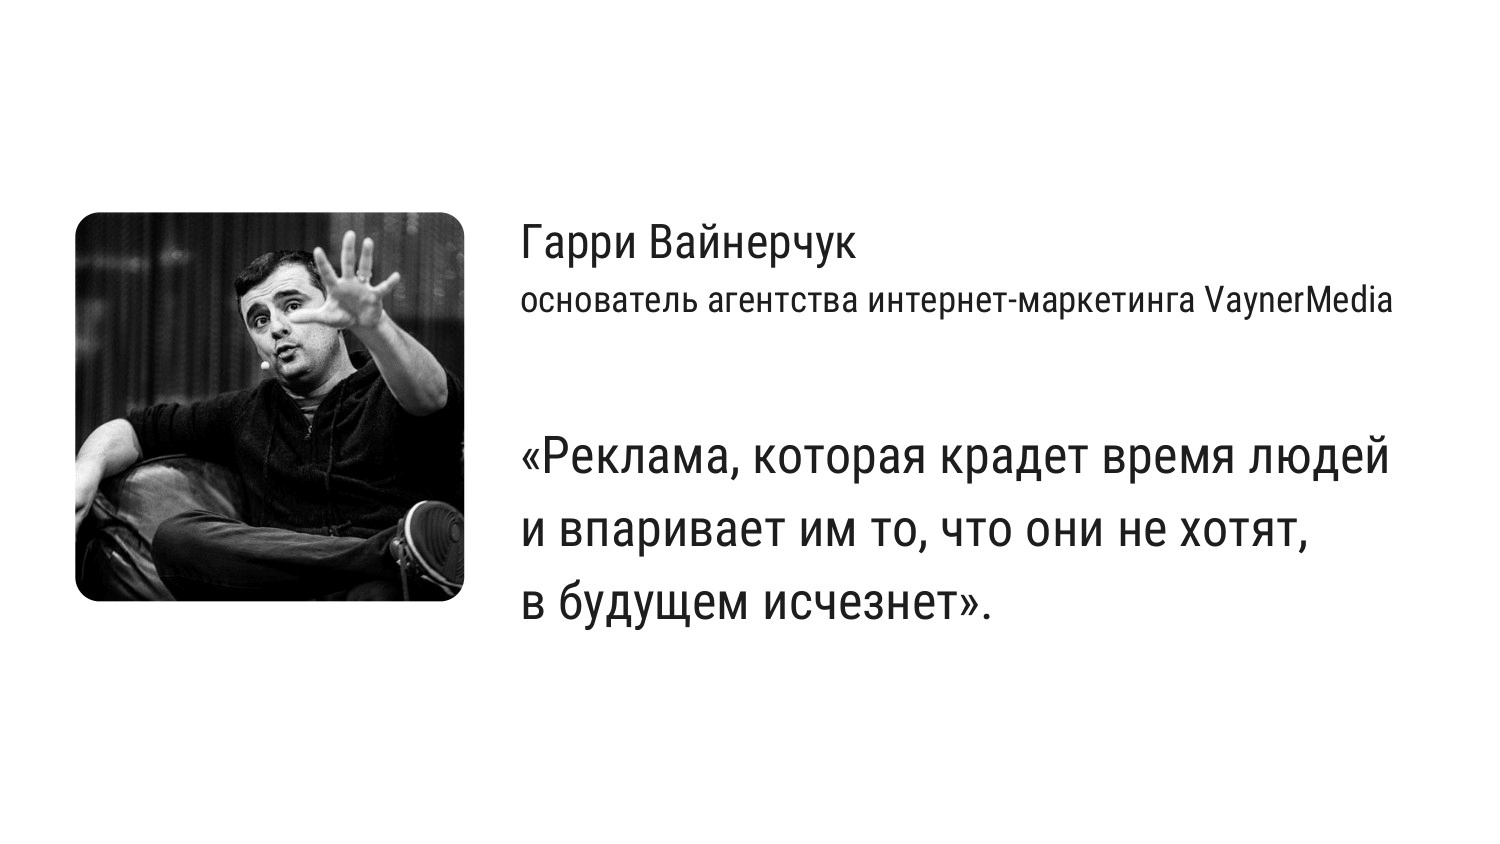 Гарри Вайнерчук
основатель агентства интернет-маркетинга VaynerMedia
«Реклама, которая крадет время людей
и впаривает им то, что они не хотят,
в будущем исчезнет».